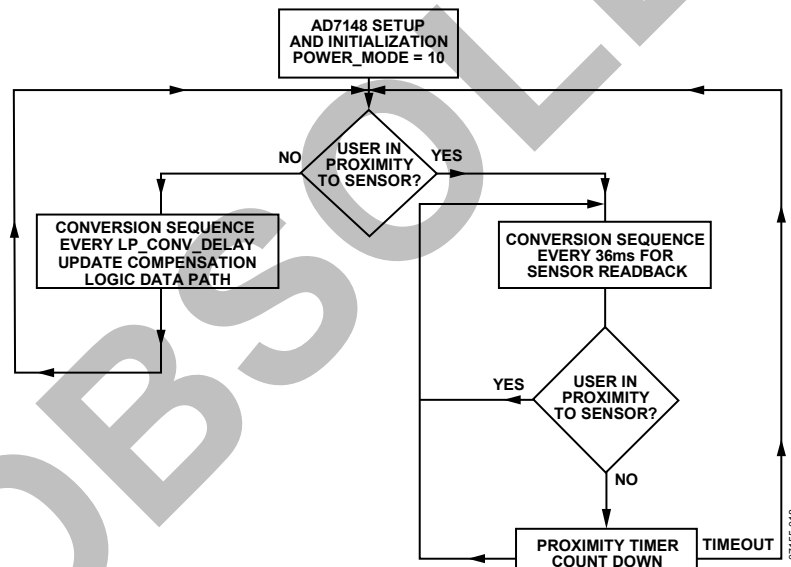 AD7148 SETUP
AND INITIALIZATION
POWER_MODE = 10
USER IN
PROXIMITY
TO SENSOR?
NO
YES
CONVERSION SEQUENCE
EVERY LP_CONV_DELAY
UPDATE COMPENSATION
LOGIC DATA PATH
CONVERSION SEQUENCE
EVERY 36ms FOR
SENSOR READBACK
YES
USER IN
PROXIMITY
TO SENSOR?
NO
PROXIMITY TIMER
COUNT DOWN
TIMEOUT